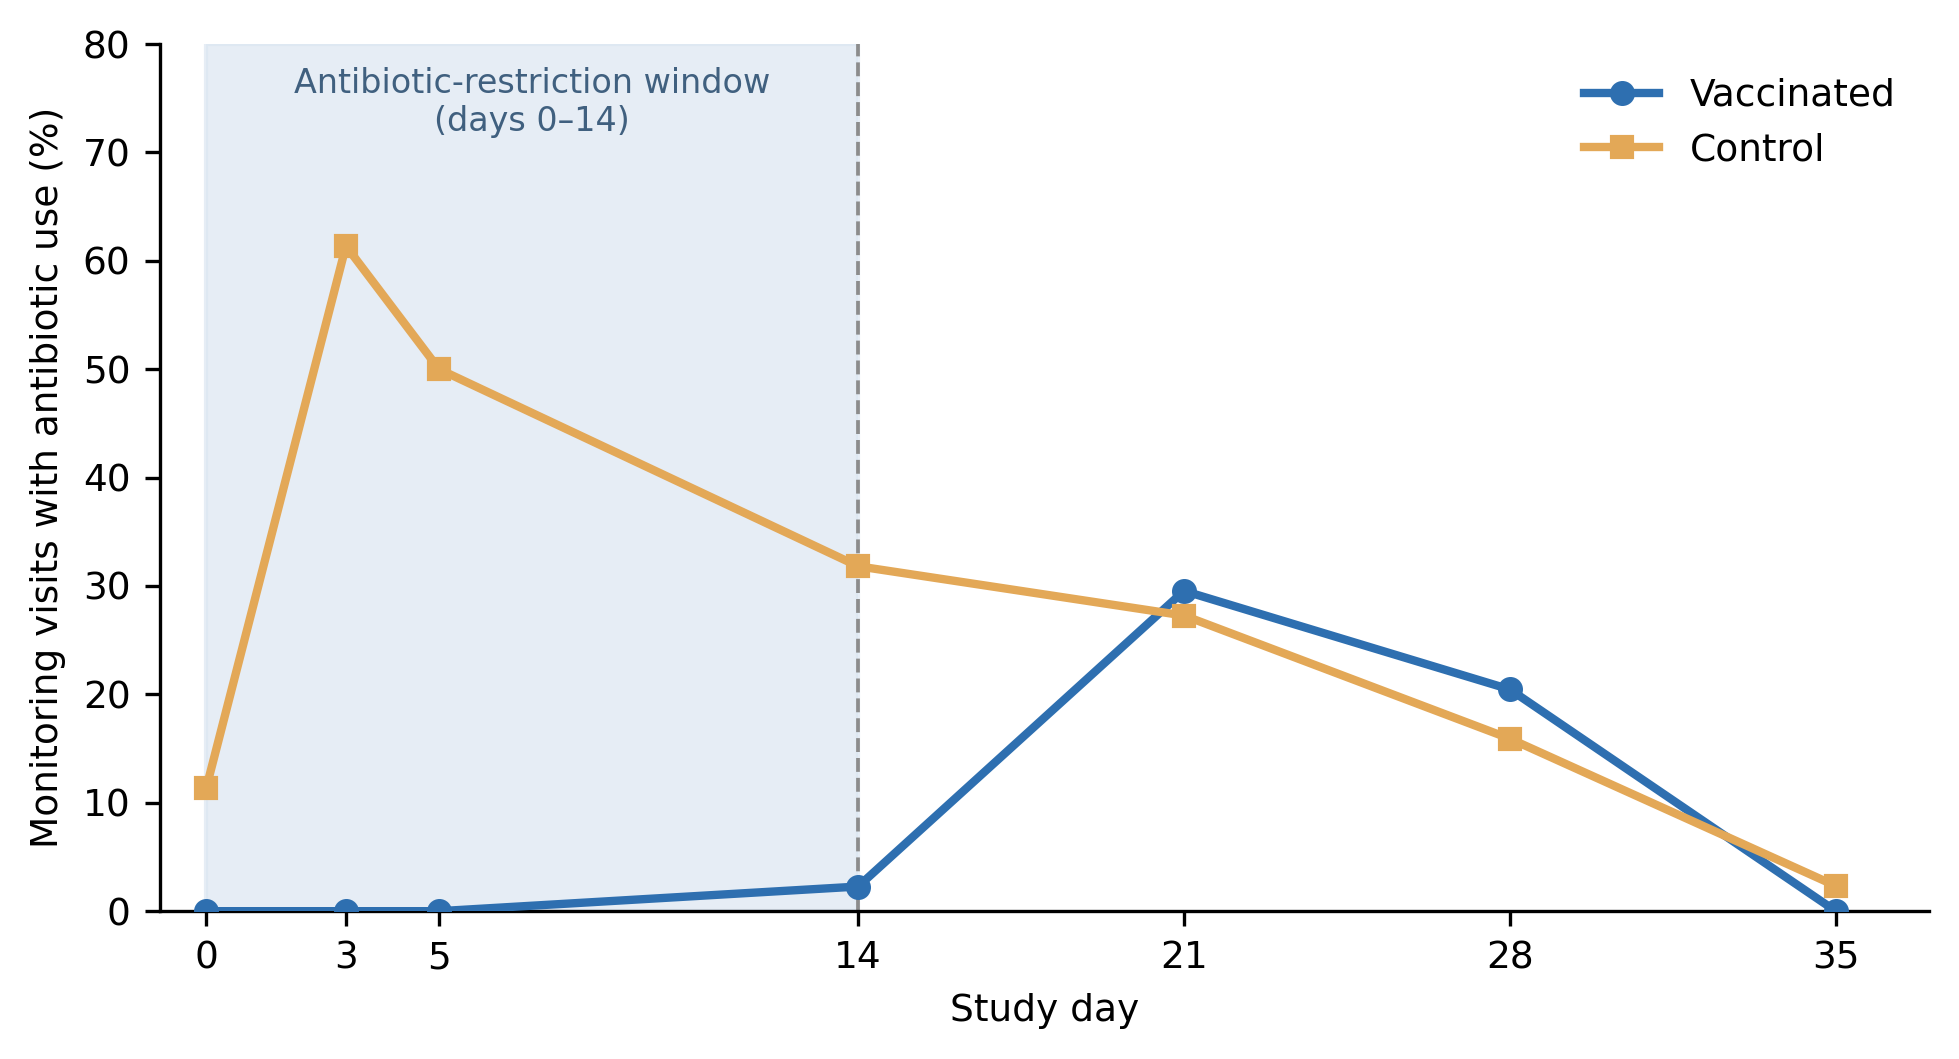 Antibiotic-restriction window
(days 0–14)
Vaccinated
Control
Monitoring visits with antibiotic use (%)
80
70
60
50
40
30
20
10
0
0 3 5 14 21 28 35
Study day